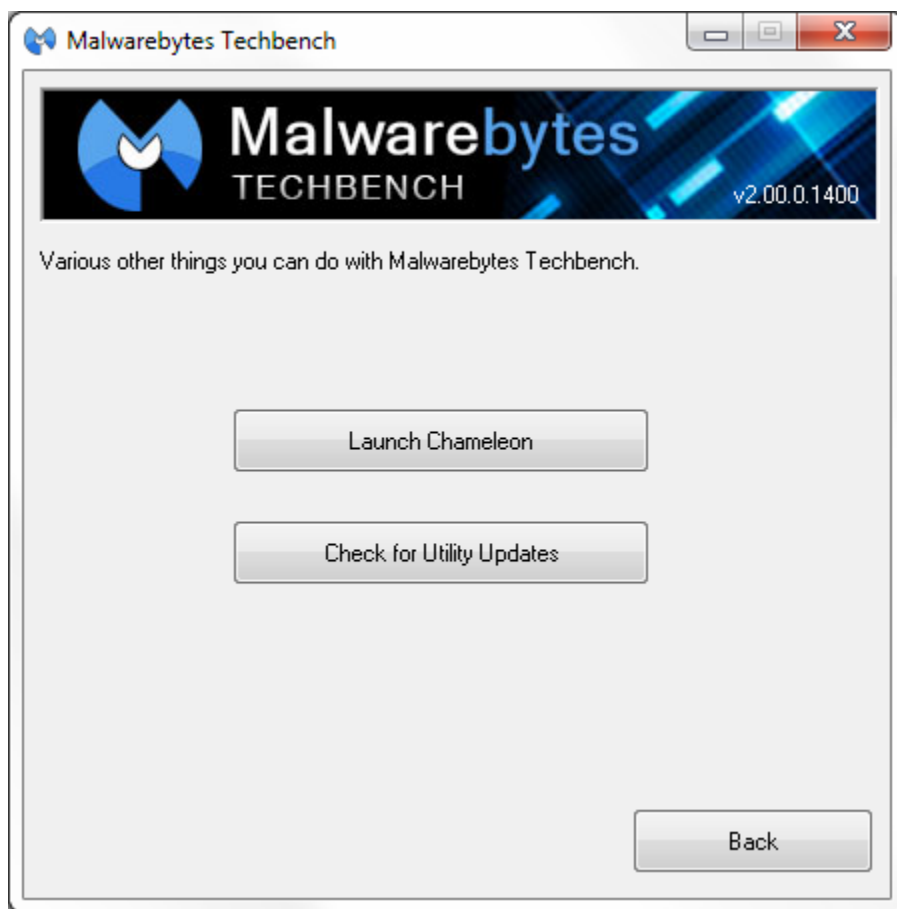 Malwarebytes Techbench
Malwarebytes
TECHBENCH
v2.00.0.1400
Various other things you can do with Malwarebytes Techbench.
Launch Chameleon
Check for Utility Updates
Back